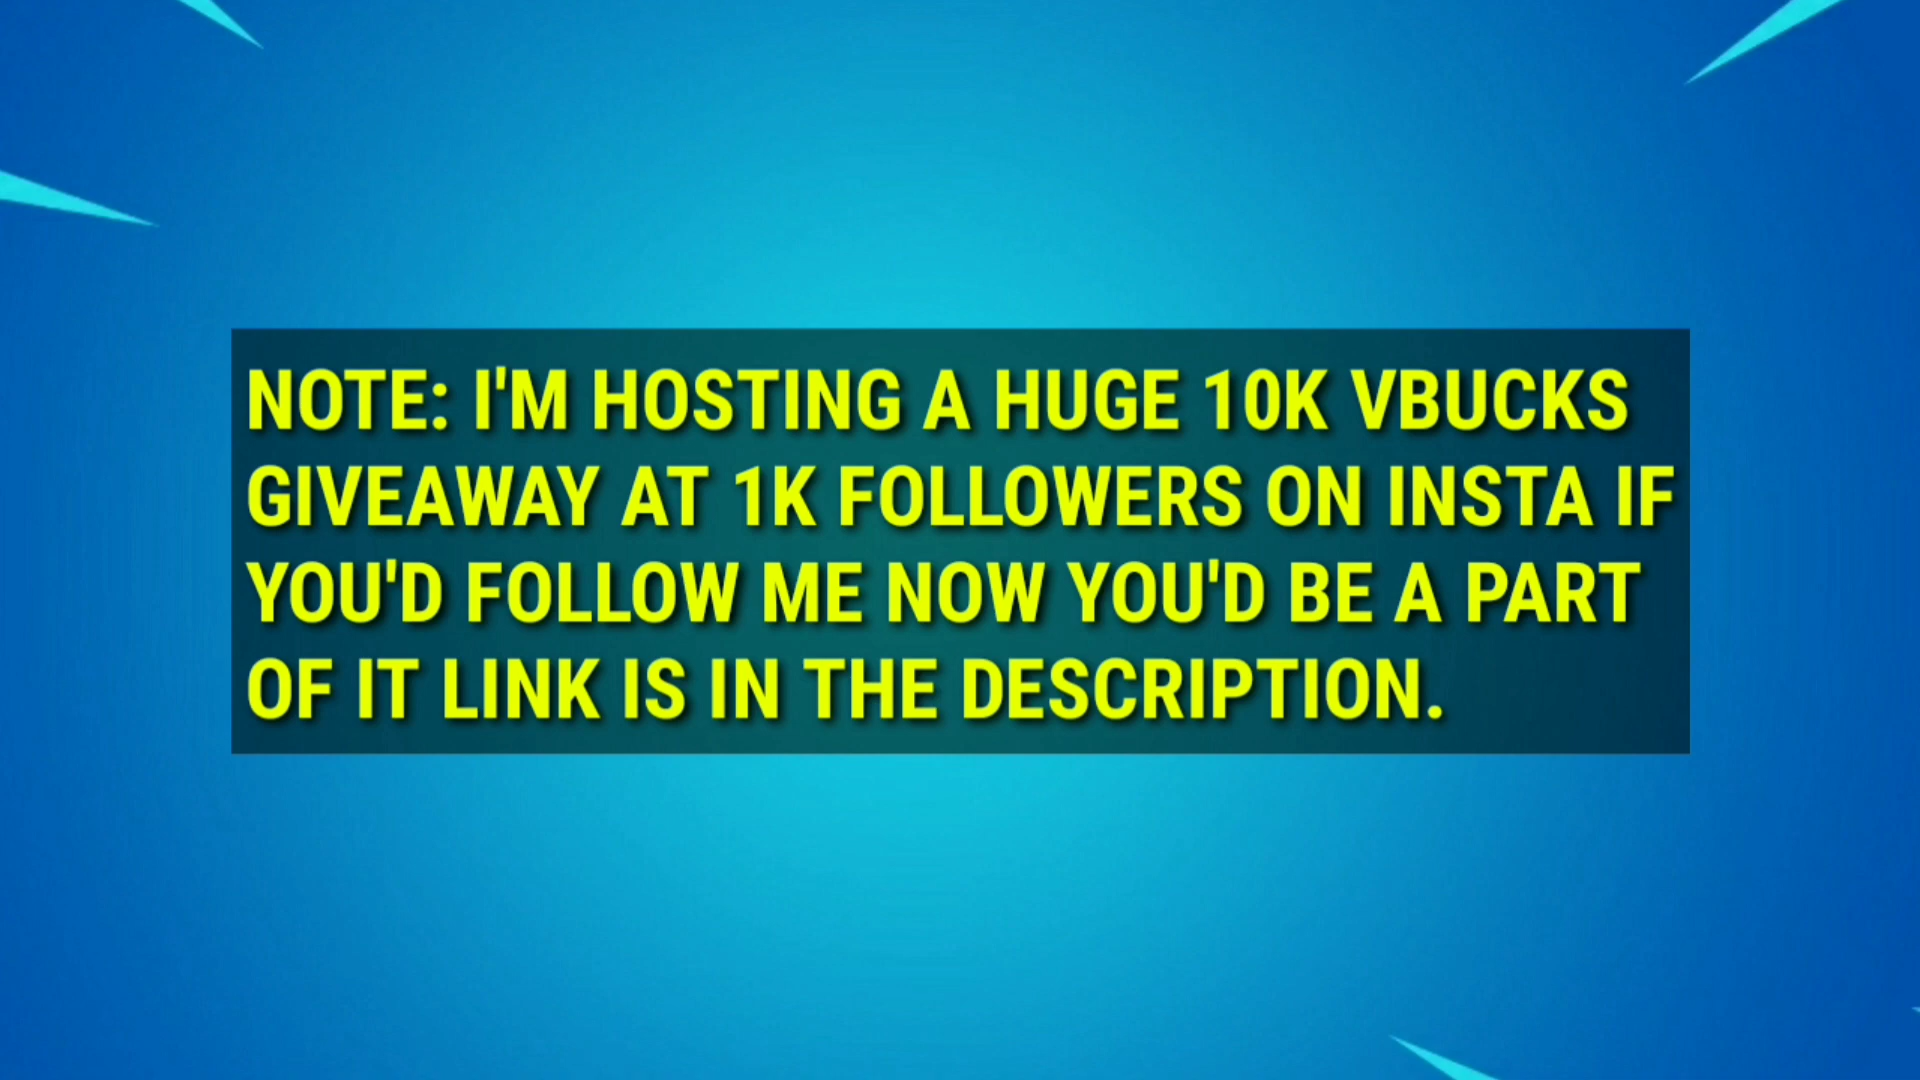 NOTE: I'M HOSTING A HUGE 10K VBUCKS
GIVEAWAY AT 1K FOLLOWERS ON INSTA IF
YOU'D FOLLOW ME NOW YOU'D BE A PART
OF IT LINK IS IN THE DESCRIPTION.